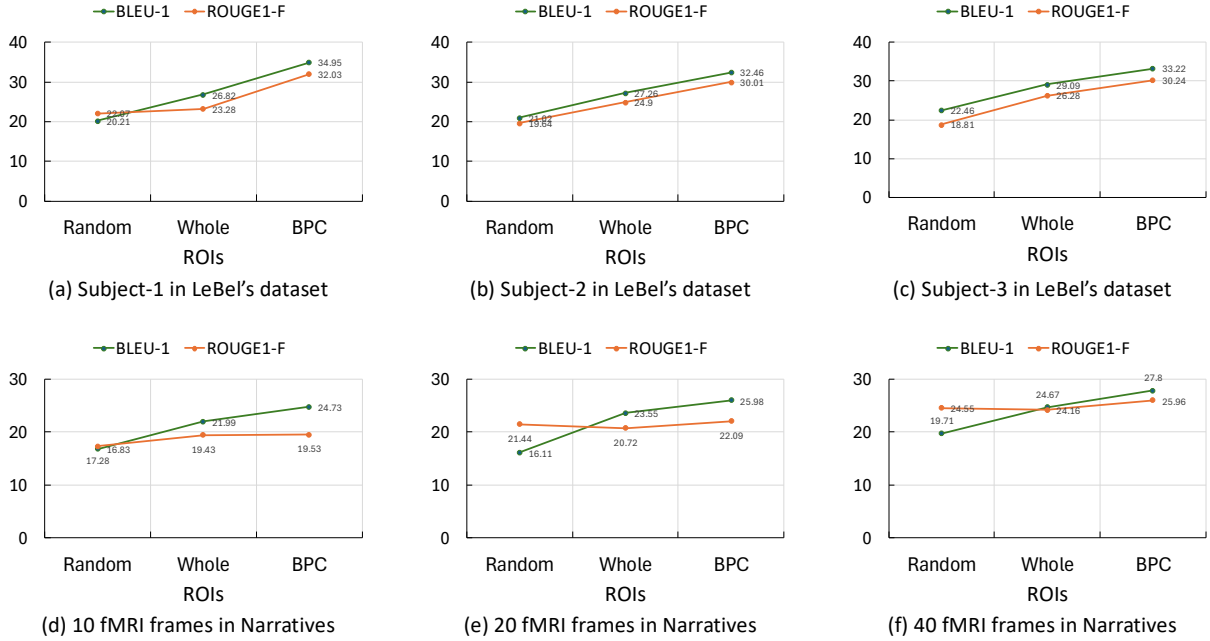 BLEU-1 ROUGE1-F
40
30
20
10
0
22.07
20.21
26.82
23.28
34.95
32.03
Random Whole BPC
ROIs
(a) Subject-1 in LeBel's dataset
BLEU-1 ROUGE1-F
40
30
20
10
0
21.02
19.64
27.26
24.9
32.46
30.01
Random Whole BPC
ROIs
(b) Subject-2 in LeBel's dataset
BLEU-1 ROUGE1-F
40
30
20
10
0
22.46
18.81
29.09
26.28
33.22
30.24
Random Whole BPC
ROIs
(c) Subject-3 in LeBel's dataset
BLEU-1 ROUGE1-F
30
20
10
0
16.83
17.28
21.99
19.43
24.73
19.53
Random Whole BPC
ROIs
(d) 10 fMRI frames in Narratives
BLEU-1 ROUGE1-F
30
20
10
0
21.44
16.11
23.55
20.72
25.98
22.09
Random Whole BPC
ROIs
(e) 20 fMRI frames in Narratives
BLEU-1 ROUGE1-F
30
20
10
0
24.55
19.71
24.67
24.16
27.8
25.96
Random Whole BPC
ROIs
(f) 40 fMRI frames in Narratives